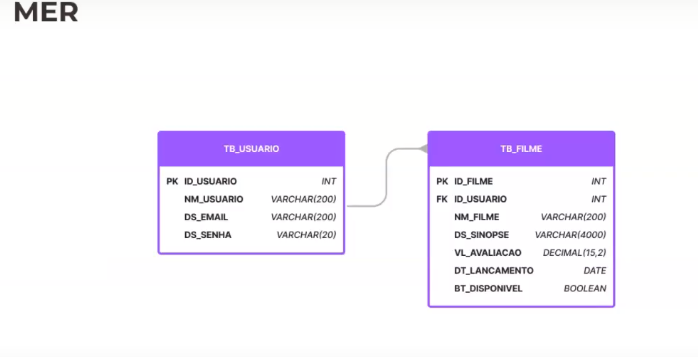 MER
TB_USUARIO
PK ID_USUARIO INT
NM_USUARIO VARCHAR(200)
DS_EMAIL VARCHAR(200)
DS_SENHA VARCHAR(20)
TB_FILME
PK ID_FILME INT
FK ID_USUARIO INT
NM_FILME VARCHAR(200)
DS_SINOPSE VARCHAR(4000)
VL_AVALIACAO DECIMAL(15,2)
DT_LANCAMENTO DATE
BT_DISPONIVEL BOOLEAN